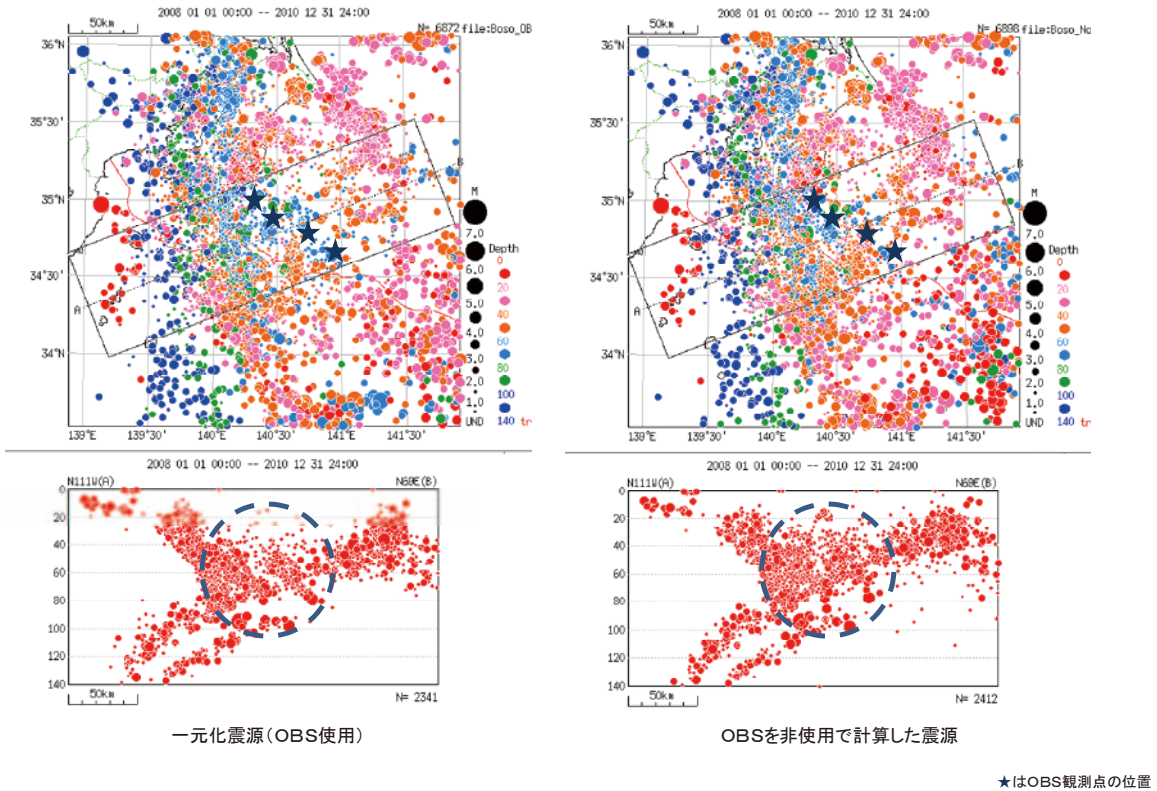 2008 01 01 00:00 -- 2010 12 31 24:00
50km
N= 6872 file:Boso_OB
36°N
35°30'
35°N
34°30'
34°N
139°E
139°30'
140°E
140°30'
141°E
141°30'
A
B
M
7.0
6.0
5.0
4.0
3.0
2.0
1.0
UND
Depth
0
20
40
60
80
100
140 tr
2008 01 01 00:00 -- 2010 12 31 24:00
N111W(A)
N60E(B)
0
20
40
60
80
100
120
140
50km
N= 2341
一元化震源（OBS使用）
2008 01 01 00:00 -- 2010 12 31 24:00
50km
N= 6898 file:Boso_No
36°N
35°30'
35°N
34°30'
34°N
139°E
139°30'
140°E
140°30'
141°E
141°30'
A
B
M
7.0
6.0
5.0
4.0
3.0
2.0
1.0
UND
Depth
0
20
40
60
80
100
140 tr
2008 01 01 00:00 -- 2010 12 31 24:00
N111W(A)
N60E(B)
0
20
40
60
80
100
120
140
50km
N= 2412
OBSを非使用で計算した震源
★はOBS観測点の位置